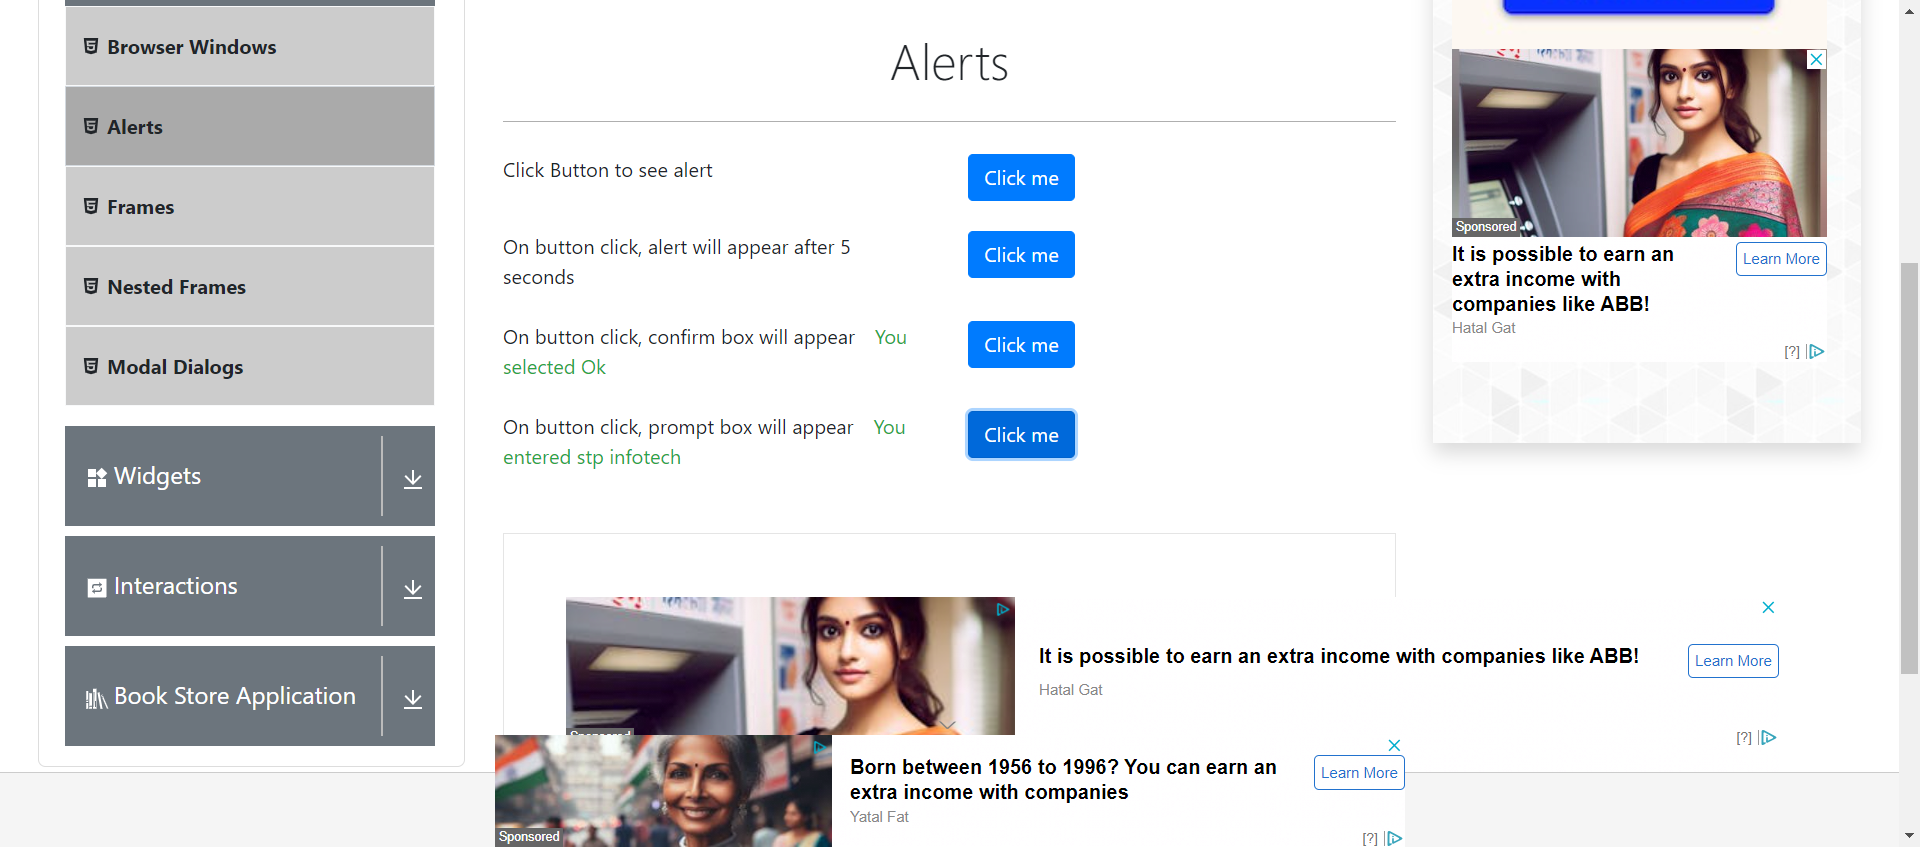 Browser Windows
Alerts
Frames
Nested Frames
Modal Dialogs
Widgets
Interactions
Book Store Application
Alerts
Click Button to see alert
Click me
On button click, alert will appear after 5
seconds
Click me
On button click, confirm box will appear You
selected Ok
Click me
On button click, prompt box will appear You
entered stp infotech
Click me
Sponsored
It is possible to earn an
extra income with
companies like ABB!
Hatal Gat
Learn More
[?]
It is possible to earn an extra income with companies like ABB!
Hatal Gat
Learn More
[?]
Sponsored
Born between 1956 to 1996? You can earn an
extra income with companies
Yatal Fat
Learn More
[?]
Sponsored